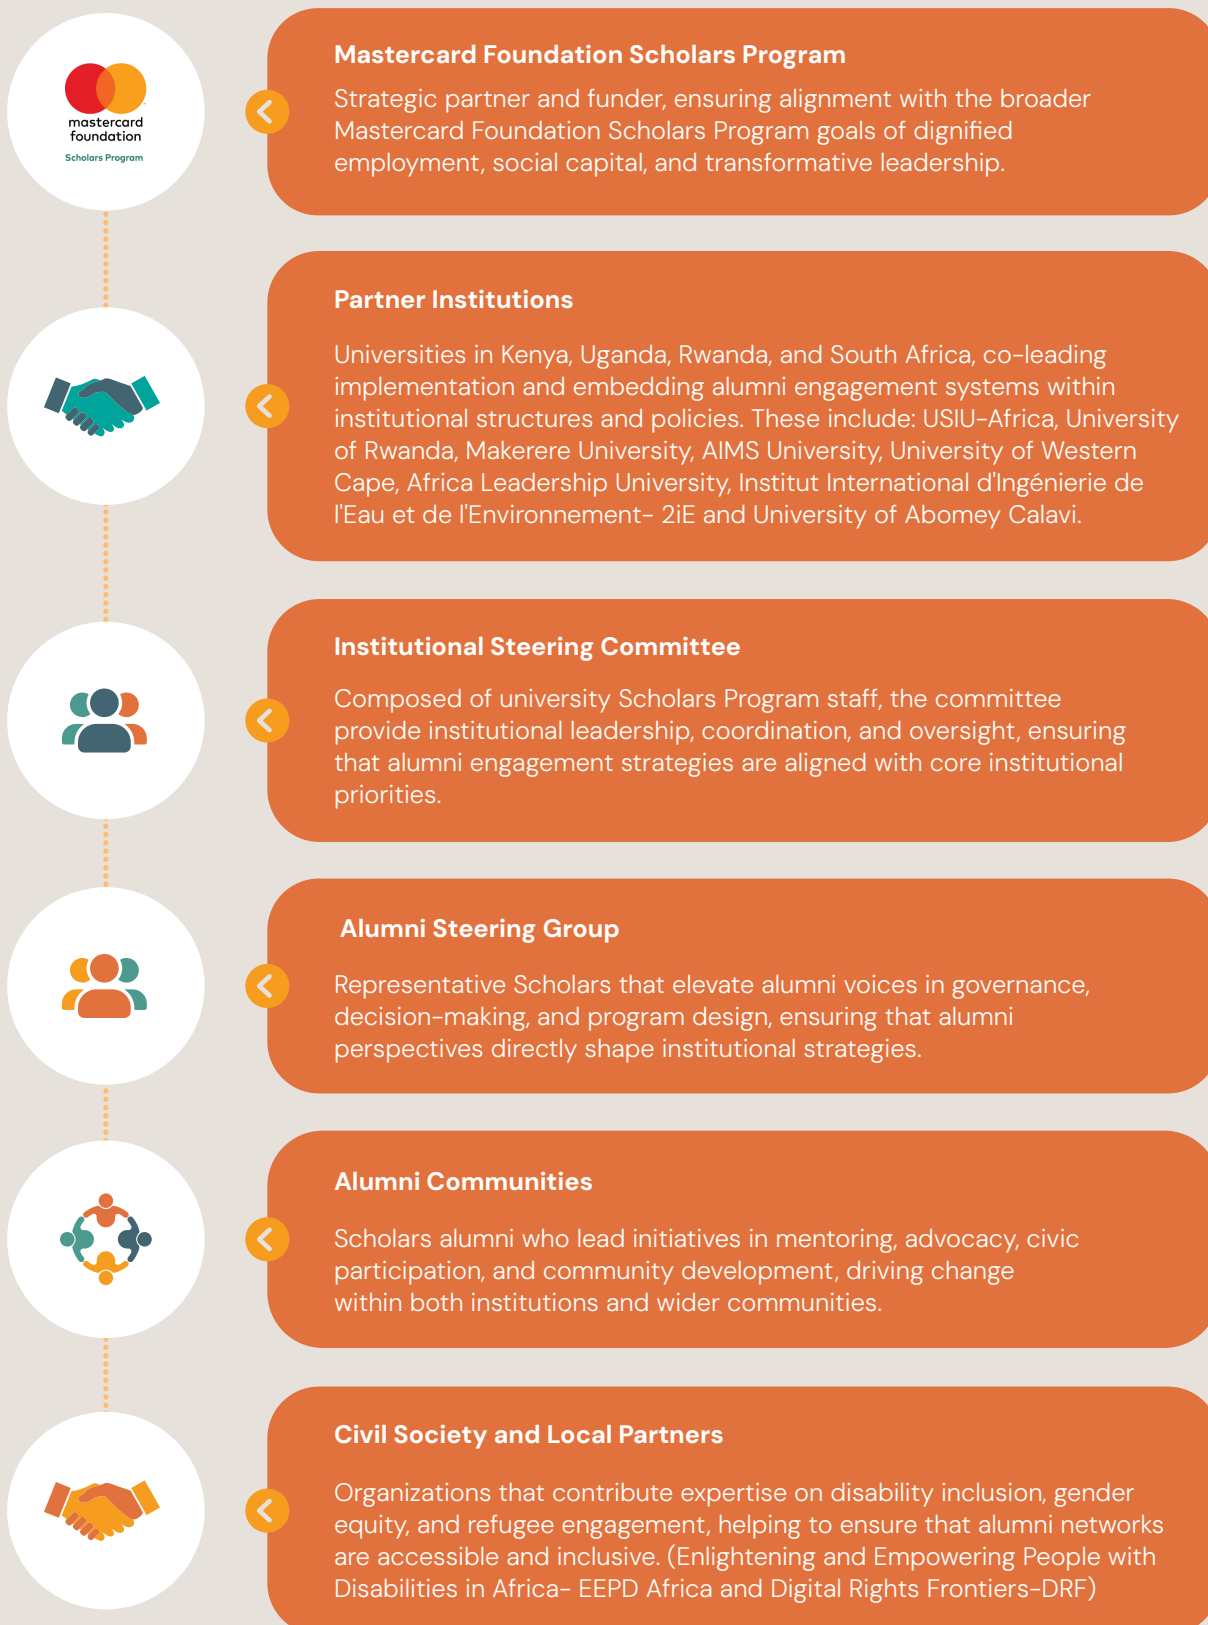 mastercard
foundation
Scholars Program
Mastercard Foundation Scholars Program
Strategic partner and funder, ensuring alignment with the broader
Mastercard Foundation Scholars Program goals of dignified
employment, social capital, and transformative leadership.
Partner Institutions
Universities in Kenya, Uganda, Rwanda, and South Africa, co-leading
implementation and embedding alumni engagement systems within
institutional structures and policies. These include: USIU-Africa, University
of Rwanda, Makerere University, AIMS University, University of Western
Cape, Africa Leadership University, Institut International d'Ingénierie de
l'Eau et de l'Environnement- 2iE and University of Abomey Calavi.
Institutional Steering Committee
Composed of university Scholars Program staff, the committee
provide institutional leadership, coordination, and oversight, ensuring
that alumni engagement strategies are aligned with core institutional
priorities.
Alumni Steering Group
Representative Scholars that elevate alumni voices in governance,
decision-making, and program design, ensuring that alumni
perspectives directly shape institutional strategies.
Alumni Communities
Scholars alumni who lead initiatives in mentoring, advocacy, civic
participation, and community development, driving change
within both institutions and wider communities.
Civil Society and Local Partners
Organizations that contribute expertise on disability inclusion, gender
equity, and refugee engagement, helping to ensure that alumni networks
are accessible and inclusive. (Enlightening and Empowering People with
Disabilities in Africa- EEPD Africa and Digital Rights Frontiers-DRF)